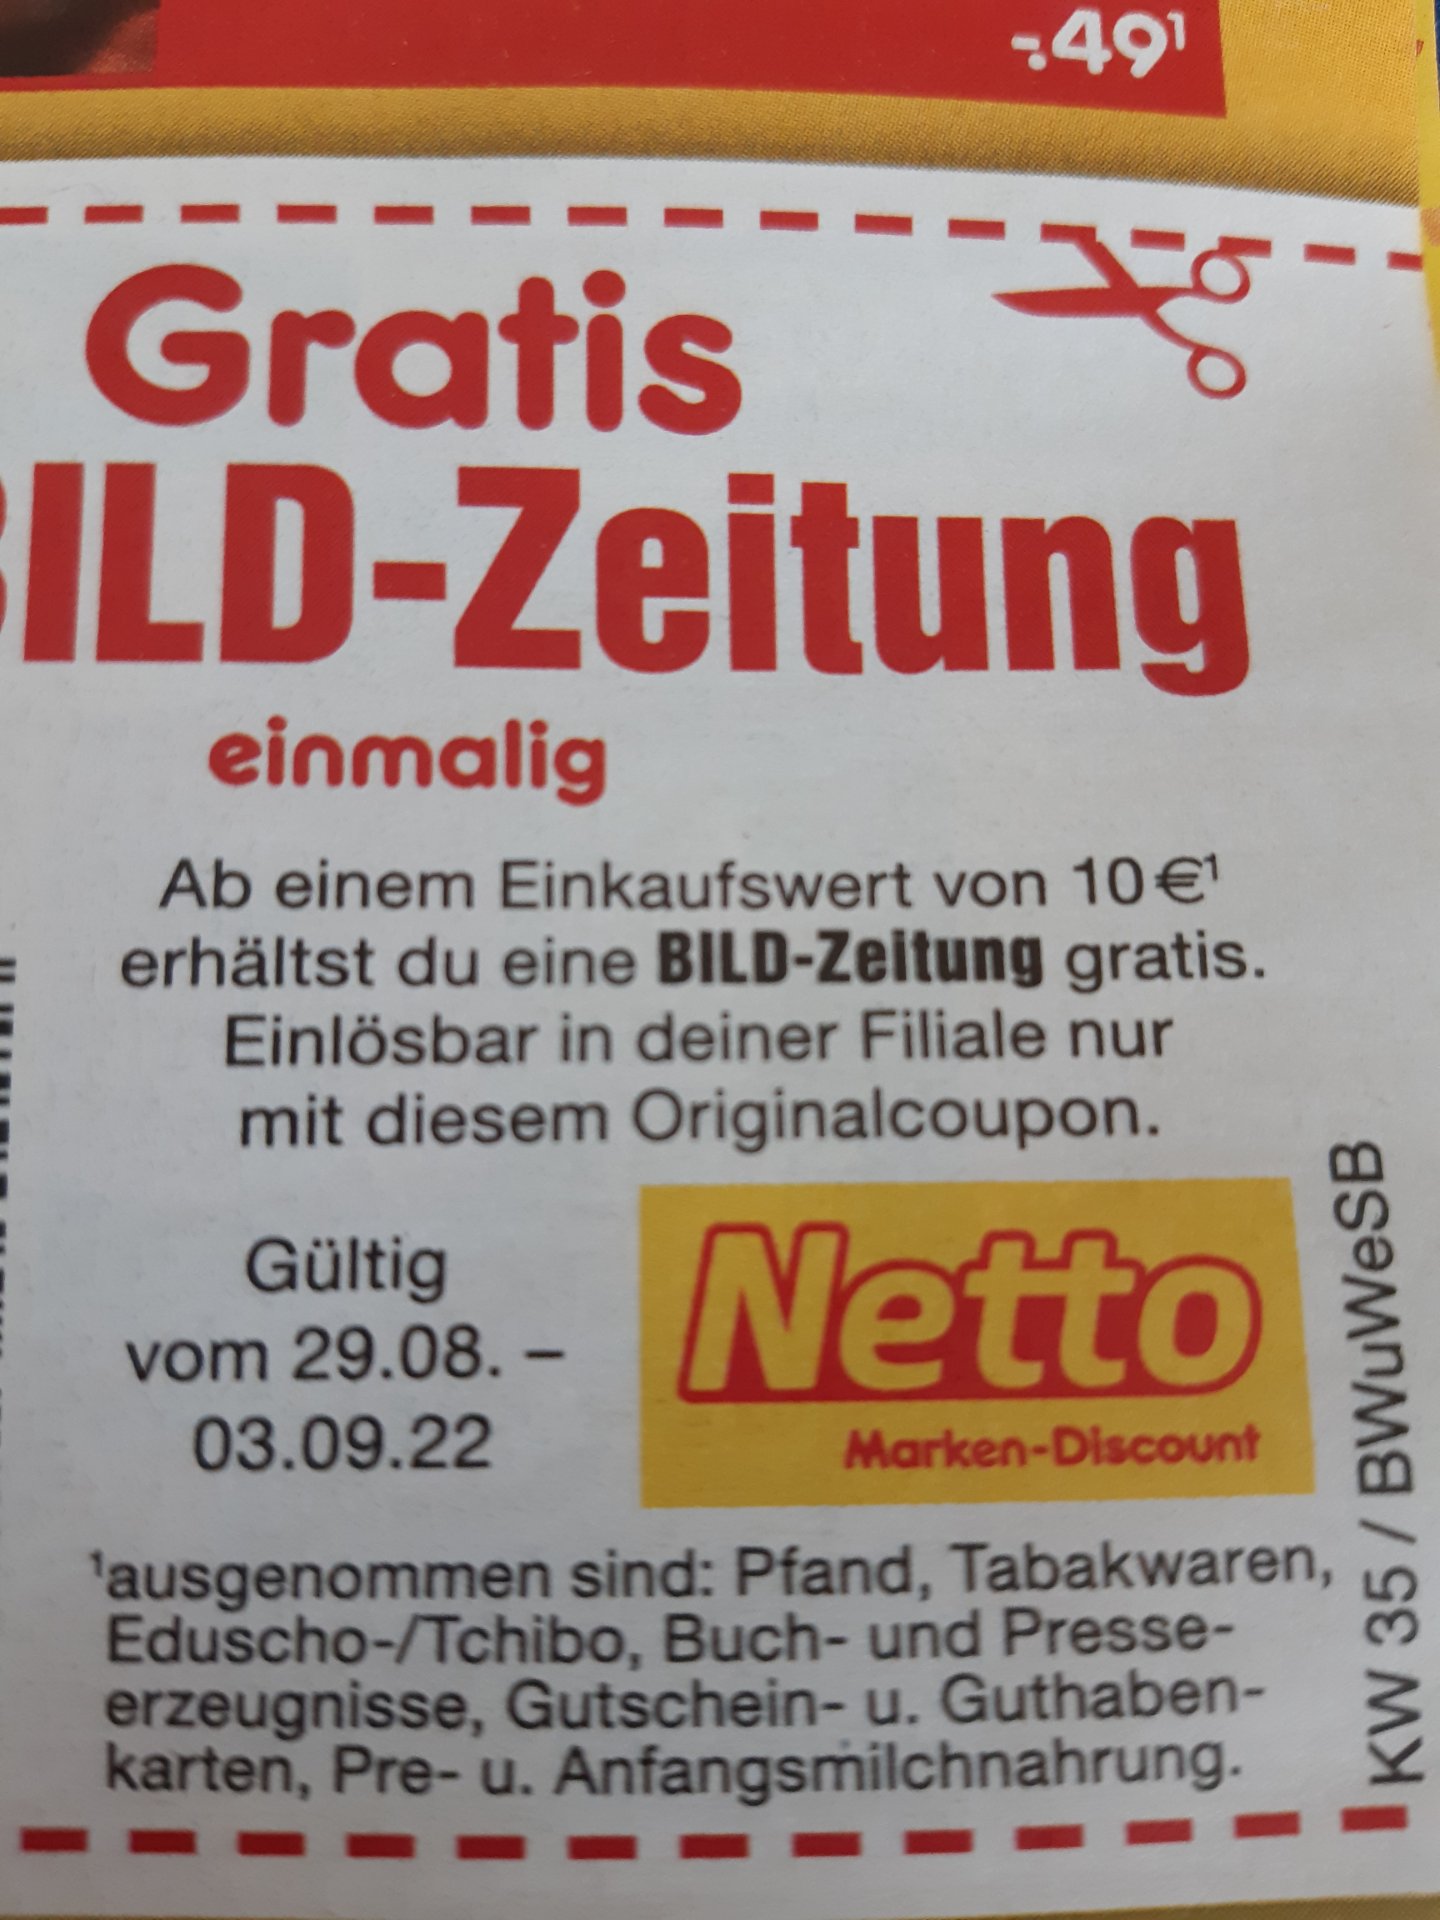 -.49¹
Gratis
BILD-Zeitung
einmalig
Ab einem Einkaufswert von 10 €¹
erhältst du eine BILD-Zeitung gratis.
Einlösbar in deiner Filiale nur
mit diesem Originalcoupon.
Gültig
vom 29.08. –
03.09.22
Netto
Marken-Discount
¹ausgenommen sind: Pfand, Tabakwaren,
Eduscho-/Tchibo, Buch- und Presse-
erzeugnisse, Gutschein- u. Guthaben-
karten, Pre- u. Anfangsmilchnahrung.
KW 35 / BWuWeSB